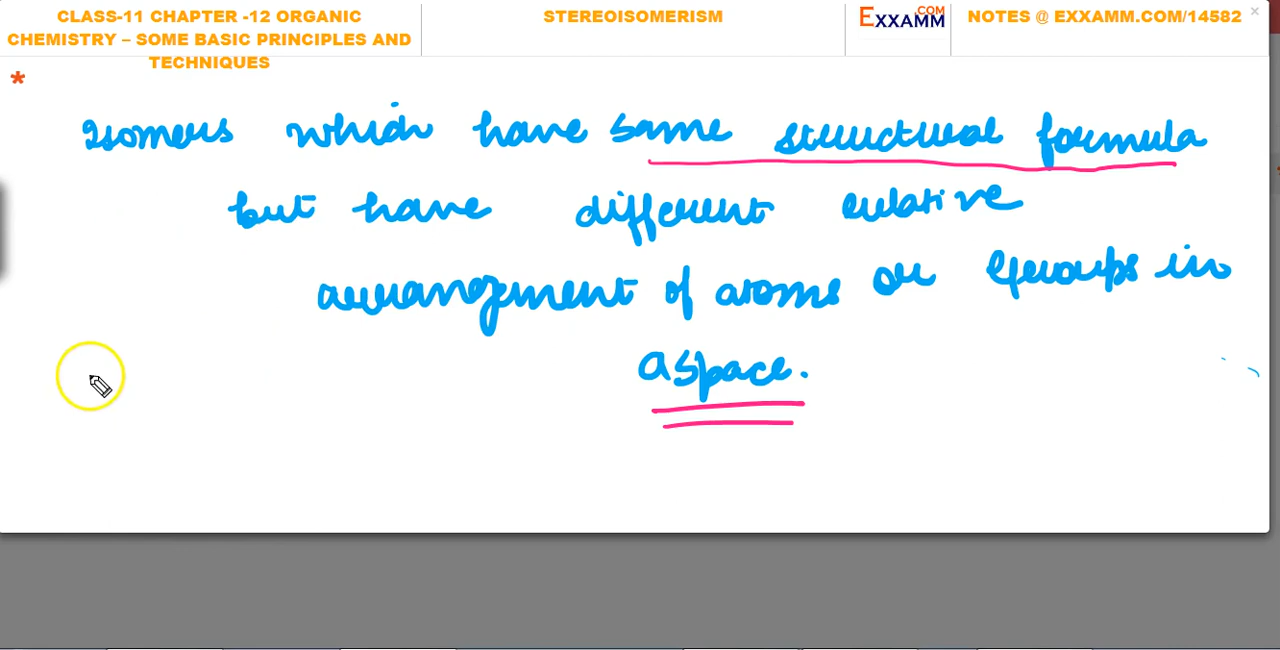 CLASS-11 CHAPTER -12 ORGANIC
CHEMISTRY – SOME BASIC PRINCIPLES AND
TECHNIQUES
STEREOISOMERISM
EXXAMM.COM
NOTES @ EXXAMM.COM/14582
*
Isomers which have same structural formula
but have different relative
arrangement of atoms or groups in
a space.